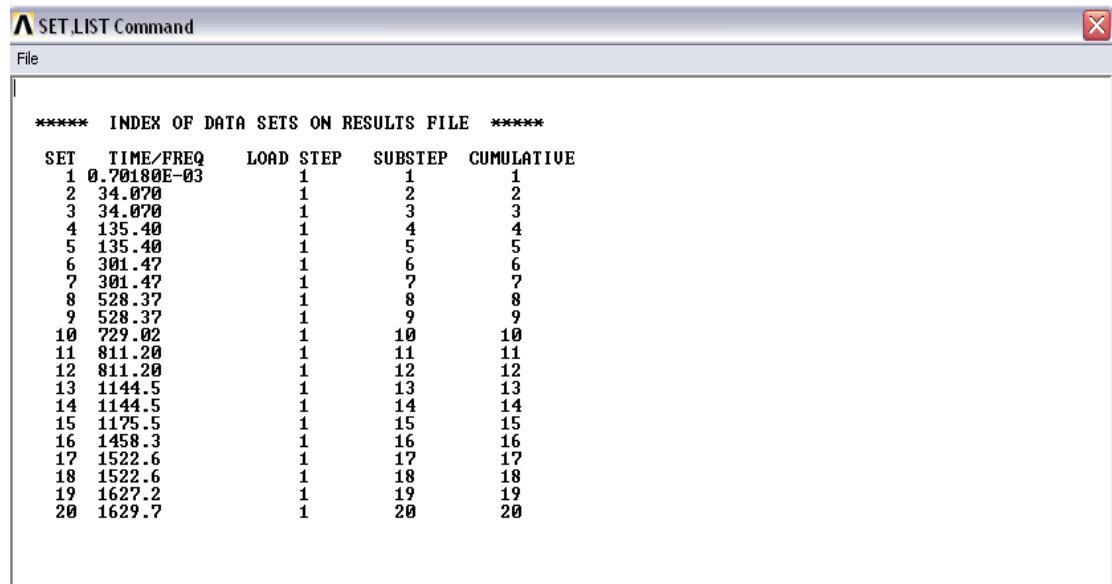 SET,LIST Command
File
***** INDEX OF DATA SETS ON RESULTS FILE *****
SET TIME/FREQ LOAD STEP SUBSTEP CUMULATIVE
1 0.70180E-03 1 1 1
2 34.070 1 2 2
3 34.070 1 3 3
4 135.40 1 4 4
5 135.40 1 5 5
6 301.47 1 6 6
7 301.47 1 7 7
8 528.37 1 8 8
9 528.37 1 9 9
10 729.02 1 10 10
11 811.20 1 11 11
12 811.20 1 12 12
13 1144.5 1 13 13
14 1144.5 1 14 14
15 1175.5 1 15 15
16 1458.3 1 16 16
17 1522.6 1 17 17
18 1522.6 1 18 18
19 1627.2 1 19 19
20 1629.7 1 20 20